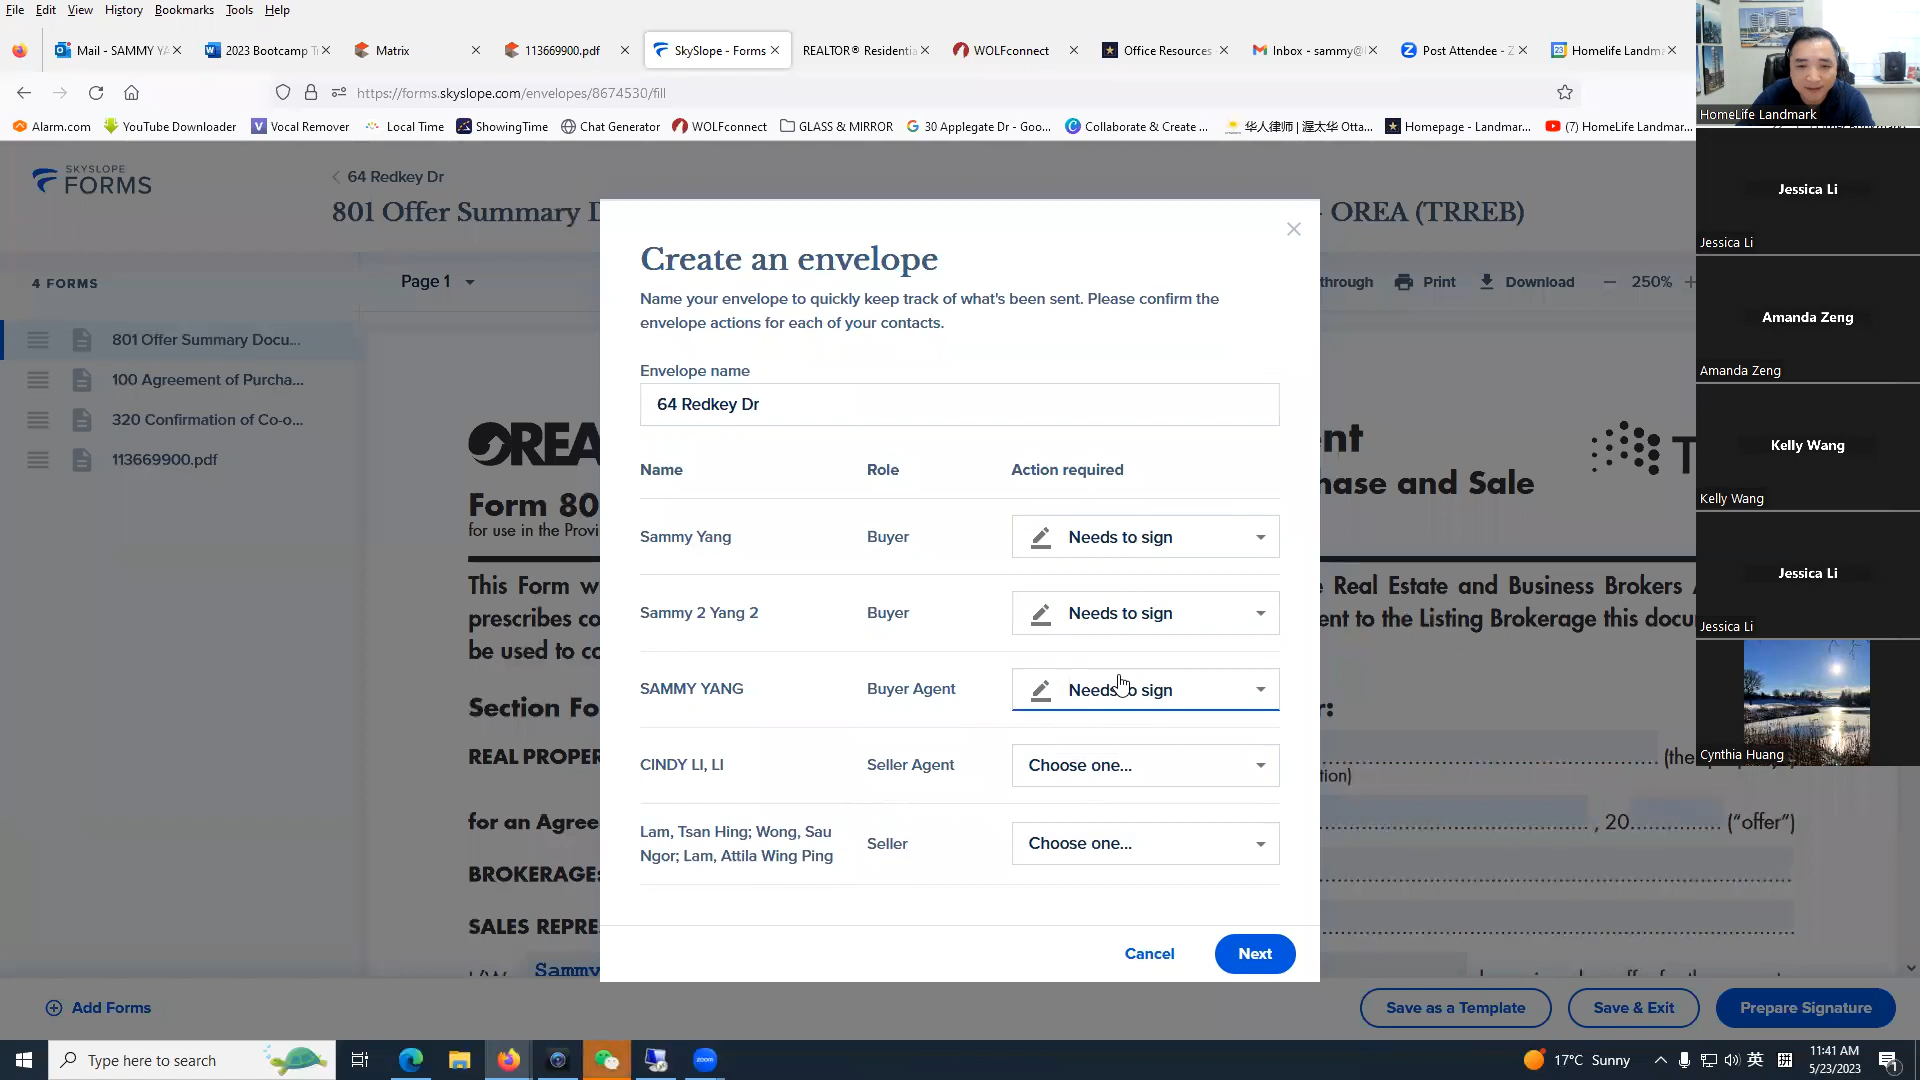 File Edit View History Bookmarks Tools Help
Mail - SAMMY YA
2023 Bootcamp T
Matrix
113669900.pdf
SkySlope - Forms
REALTOR® Residentia
WOLFconnect
Office Resources
Inbox - sammy@
Post Attendee - Z
Homelife Landm
https://forms.skyslope.com/envelopes/8674530/fill
Alarm.com YouTube Downloader Vocal Remover Local Time ShowingTime Chat Generator WOLFconnect GLASS & MIRROR 30 Applegate Dr - Goo... Collaborate & Create ... 华人律师 | 渥太华 Otta... Homepage - Landmar... (7) HomeLife Landmar...
SKYSLOPE
FORMS
64 Redkey Dr
801 Offer Summary D
- OREA (TRREB)
4 FORMS
Page 1
through Print Download 250%
801 Offer Summary Docu...
100 Agreement of Purcha...
320 Confirmation of Co-o...
113669900.pdf
OREA
Form 80
for use in the Provi
nt
hase and Sale
T
This Form w
prescribes co
be used to co
e Real Estate and Business Brokers A
ent to the Listing Brokerage this docu
Section Fo
r:
REAL PROPER
(the
tion)
for an Agree
, 20 ("offer")
BROKERAGE:
SALES REPRE
I/We Sammy
Create an envelope
Name your envelope to quickly keep track of what's been sent. Please confirm the
envelope actions for each of your contacts.
Envelope name
64 Redkey Dr
Name Role Action required
Sammy Yang Buyer Needs to sign
Sammy 2 Yang 2 Buyer Needs to sign
SAMMY YANG Buyer Agent Needs to sign
CINDY LI, LI Seller Agent Choose one...
Lam, Tsan Hing; Wong, Sau
Ngor; Lam, Attila Wing Ping
Seller Choose one...
Cancel Next
Add Forms
Save as a Template Save & Exit Prepare Signature
HomeLife Landmark
Jessica Li
Jessica Li
Amanda Zeng
Amanda Zeng
Kelly Wang
Kelly Wang
Jessica Li
Jessica Li
Cynthia Huang
Type here to search
zoom
17°C Sunny
英
拼
11:41 AM
5/23/2023
1